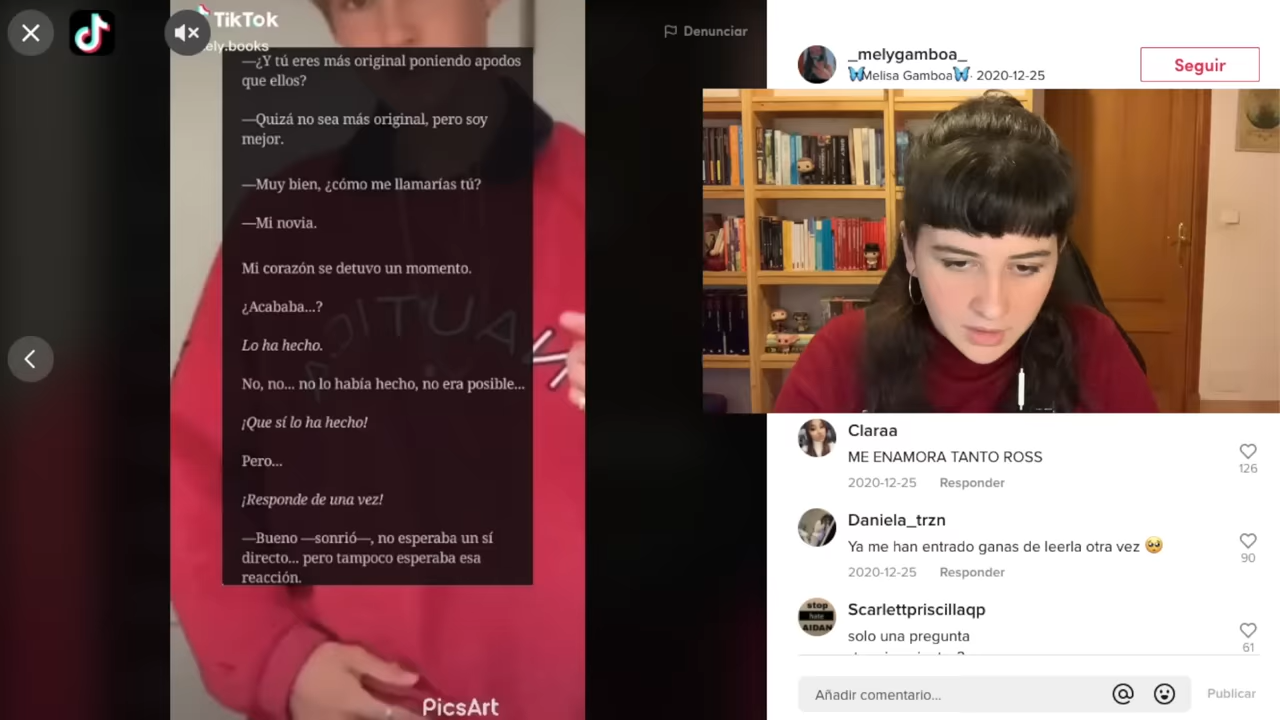 TikTok
ely.books
—¿Y tú eres más original poniendo apodos
que ellos?
—Quizá no sea más original, pero soy
mejor.
—Muy bien, ¿cómo me llamarías tú?
—Mi novia.
Mi corazón se detuvo un momento.
¿Acababa...?
Lo ha hecho.
No, no... no lo había hecho, no era posible...
¡Que sí lo ha hecho!
Pero...
¡Responde de una vez!
—Bueno —sonrió—, no esperaba un sí
directo... pero tampoco esperaba esa
reacción.
PicsArt
Denunciar
_melygamboa_
🦋Melisa Gamboa🦋 · 2020-12-25
Seguir
Claraa
ME ENAMORA TANTO ROSS
2020-12-25 Responder
126
Daniela_trzn
Ya me han entrado ganas de leerla otra vez 🥺
2020-12-25 Responder
90
stop
hate
AIDAN
Scarlettpriscillaqp
solo una pregunta
61
Añadir comentario...
Publicar